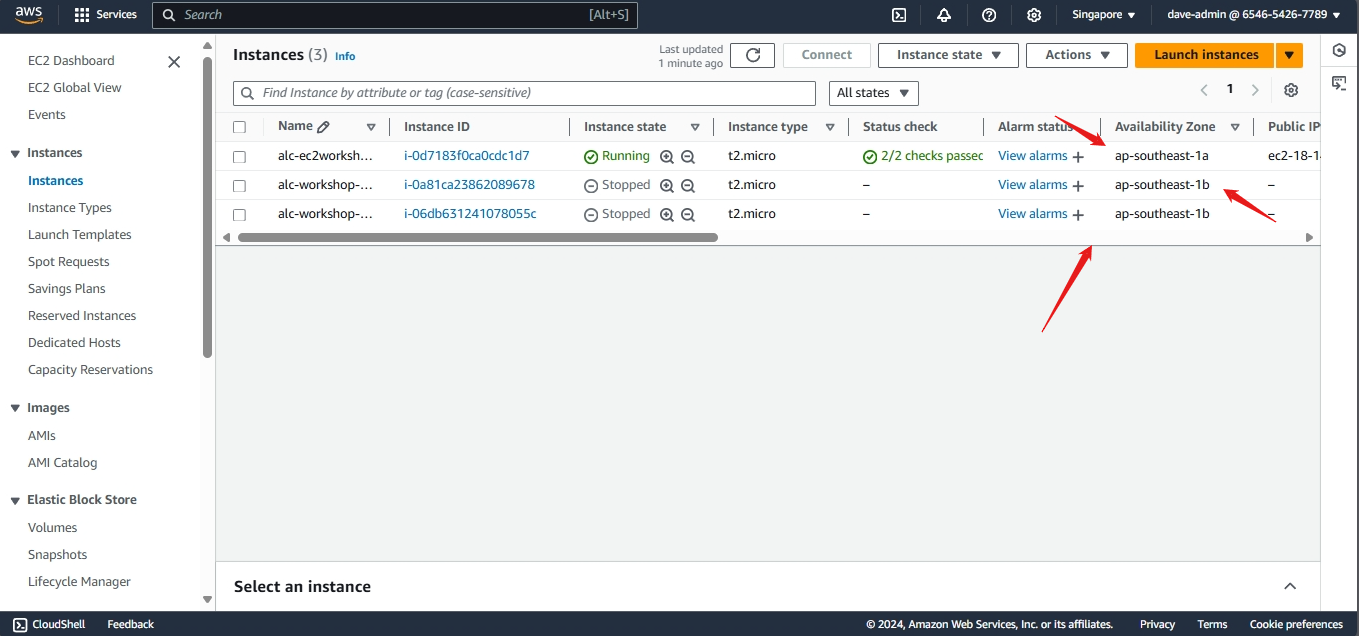 aws Services Search [Alt+S] Singapore dave-admin @ 6546-5426-7789
EC2 Dashboard
EC2 Global View
Events
Instances
Instances
Instance Types
Launch Templates
Spot Requests
Savings Plans
Reserved Instances
Dedicated Hosts
Capacity Reservations
Images
AMIs
AMI Catalog
Elastic Block Store
Volumes
Snapshots
Lifecycle Manager
Instances (3) Info
Last updated
1 minute ago
Connect Instance state Actions Launch instances
Find Instance by attribute or tag (case-sensitive) All states 1
Name Instance ID Instance state Instance type Status check Alarm status Availability Zone Public IP
alc-ec2worksh... i-0d7183f0ca0cdc1d7 Running t2.micro 2/2 checks passec View alarms + ap-southeast-1a ec2-18-1
alc-workshop-... i-0a81ca23862089678 Stopped t2.micro – View alarms + ap-southeast-1b –
alc-workshop-... i-06db631241078055c Stopped t2.micro – View alarms + ap-southeast-1b –
Select an instance
CloudShell Feedback © 2024, Amazon Web Services, Inc. or its affiliates. Privacy Terms Cookie preferences